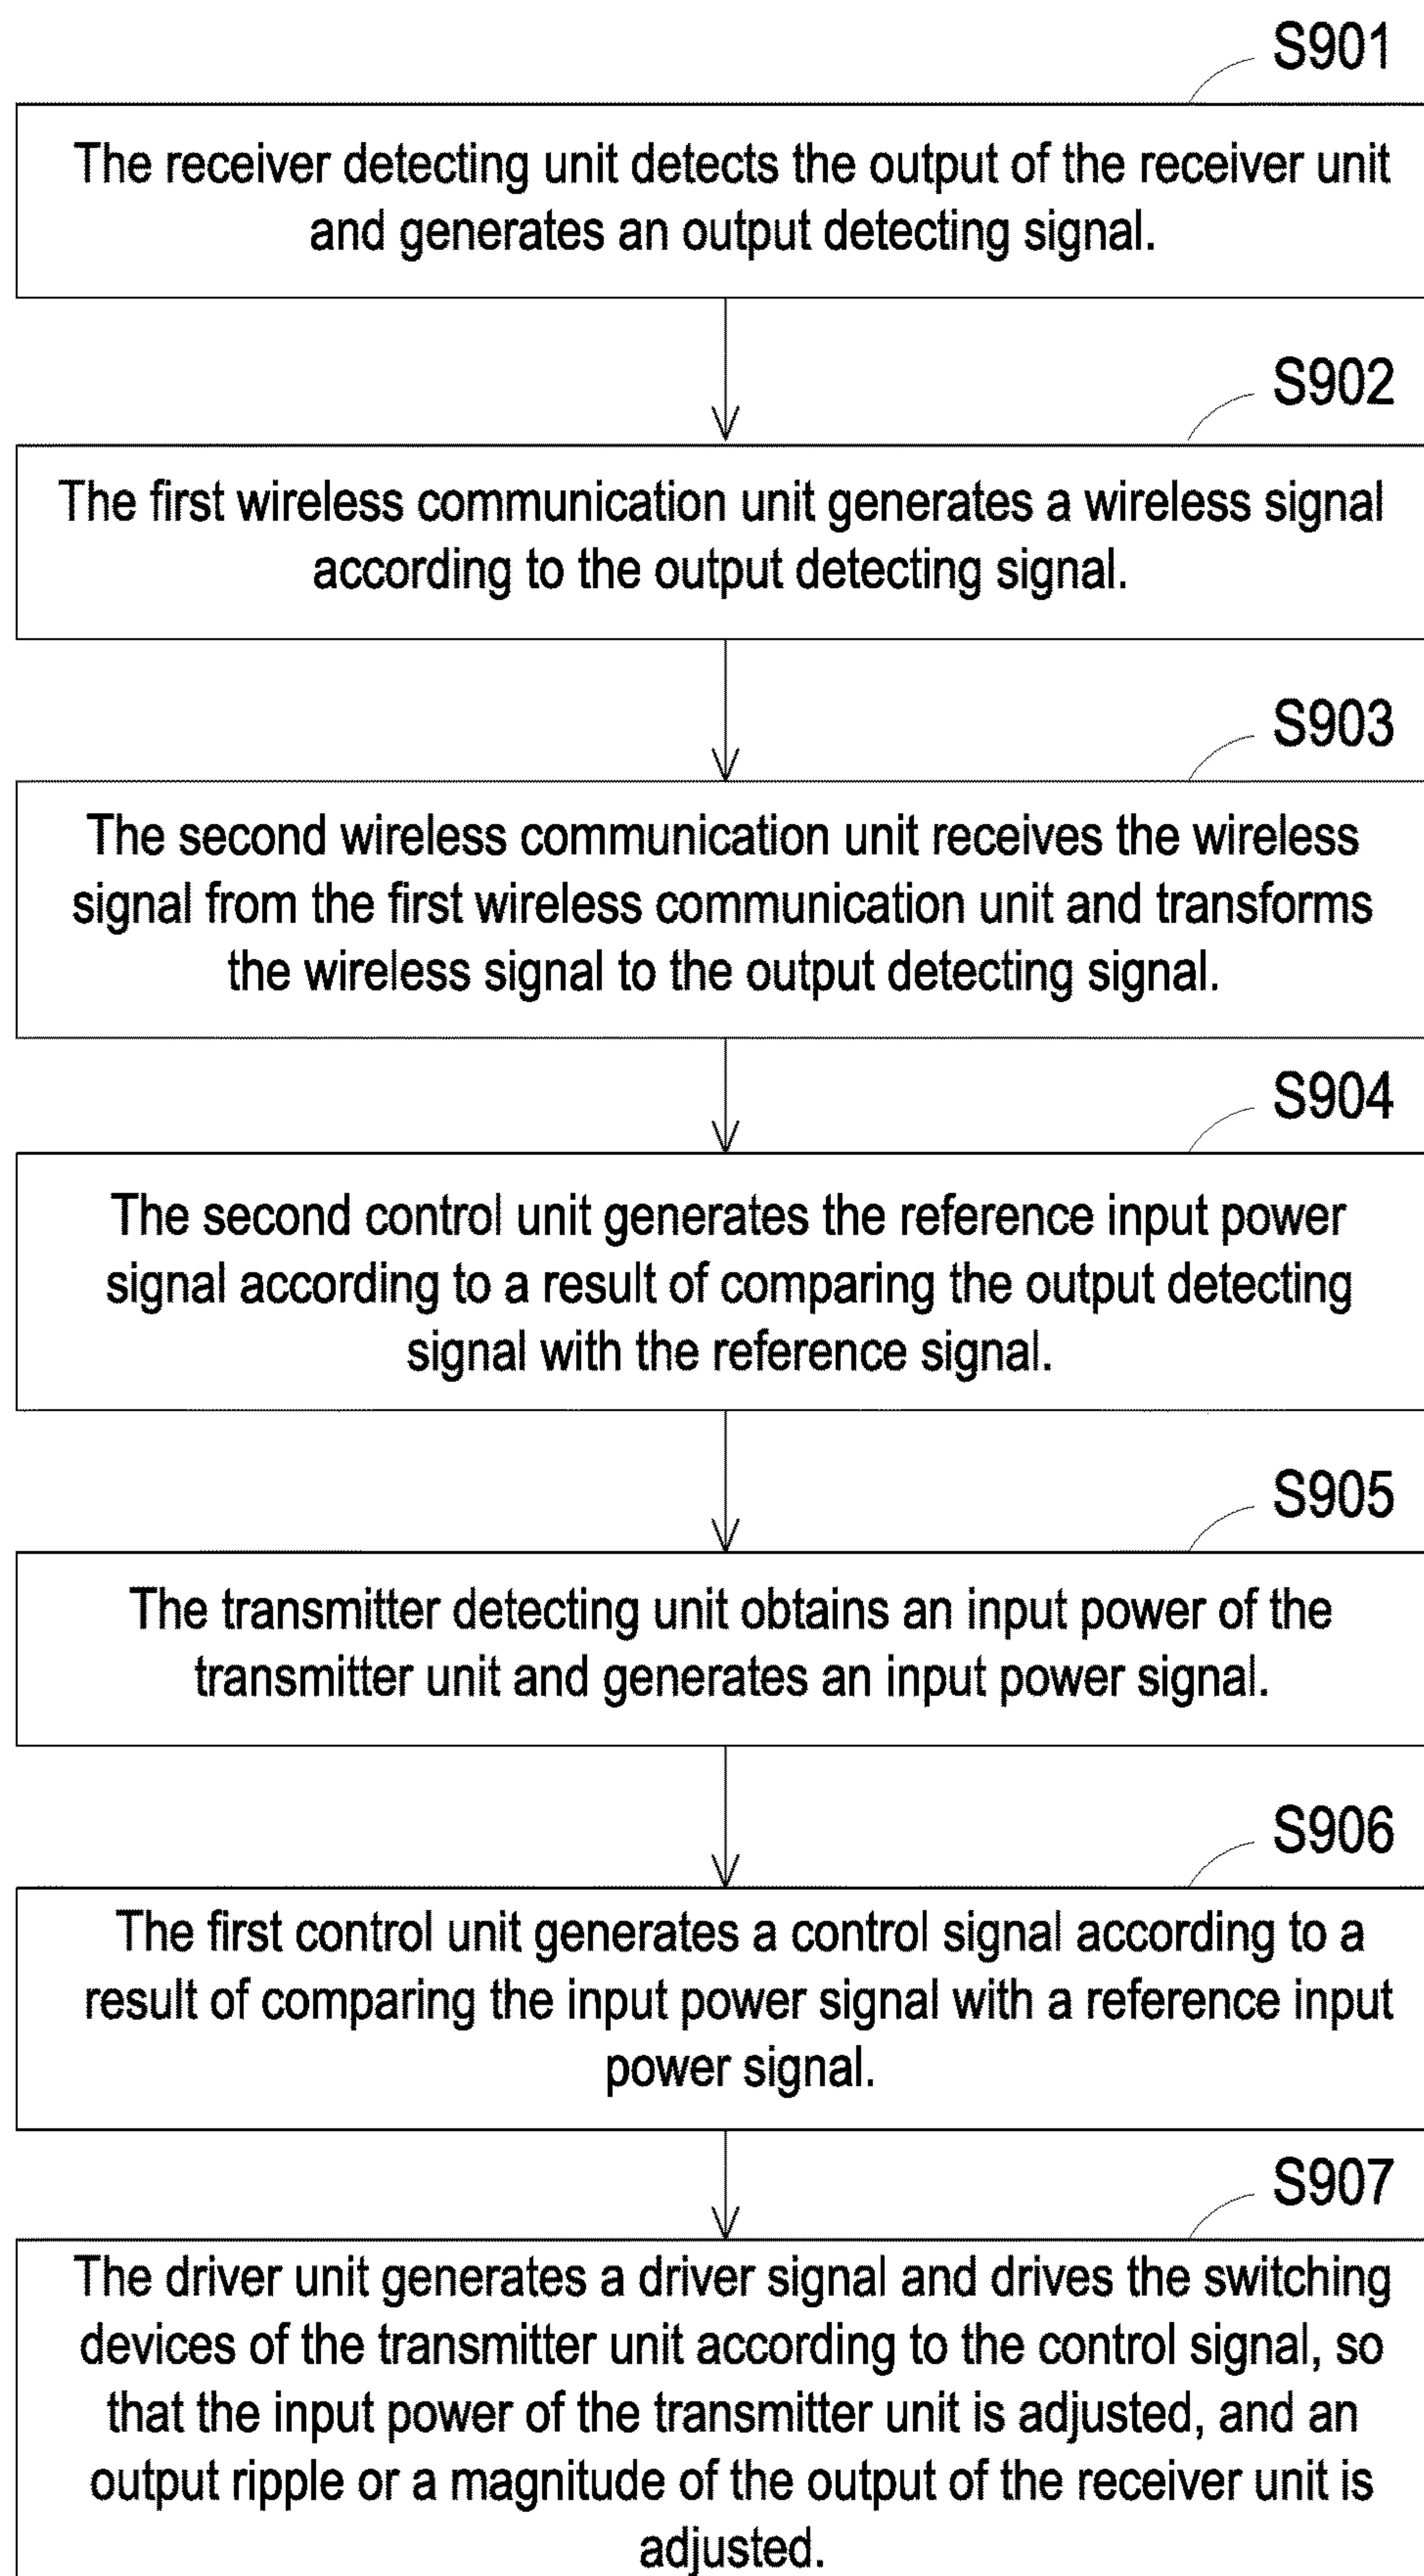 S901
The receiver detecting unit detects the output of the receiver unit
and generates an output detecting signal.
S902
The first wireless communication unit generates a wireless signal
according to the output detecting signal.
S903
The second wireless communication unit receives the wireless
signal from the first wireless communication unit and transforms
the wireless signal to the output detecting signal.
S904
The second control unit generates the reference input power
signal according to a result of comparing the output detecting
signal with the reference signal.
S905
The transmitter detecting unit obtains an input power of the
transmitter unit and generates an input power signal.
S906
The first control unit generates a control signal according to a
result of comparing the input power signal with a reference input
power signal.
S907
The driver unit generates a driver signal and drives the switching
devices of the transmitter unit according to the control signal, so
that the input power of the transmitter unit is adjusted, and an
output ripple or a magnitude of the output of the receiver unit is
adjusted.